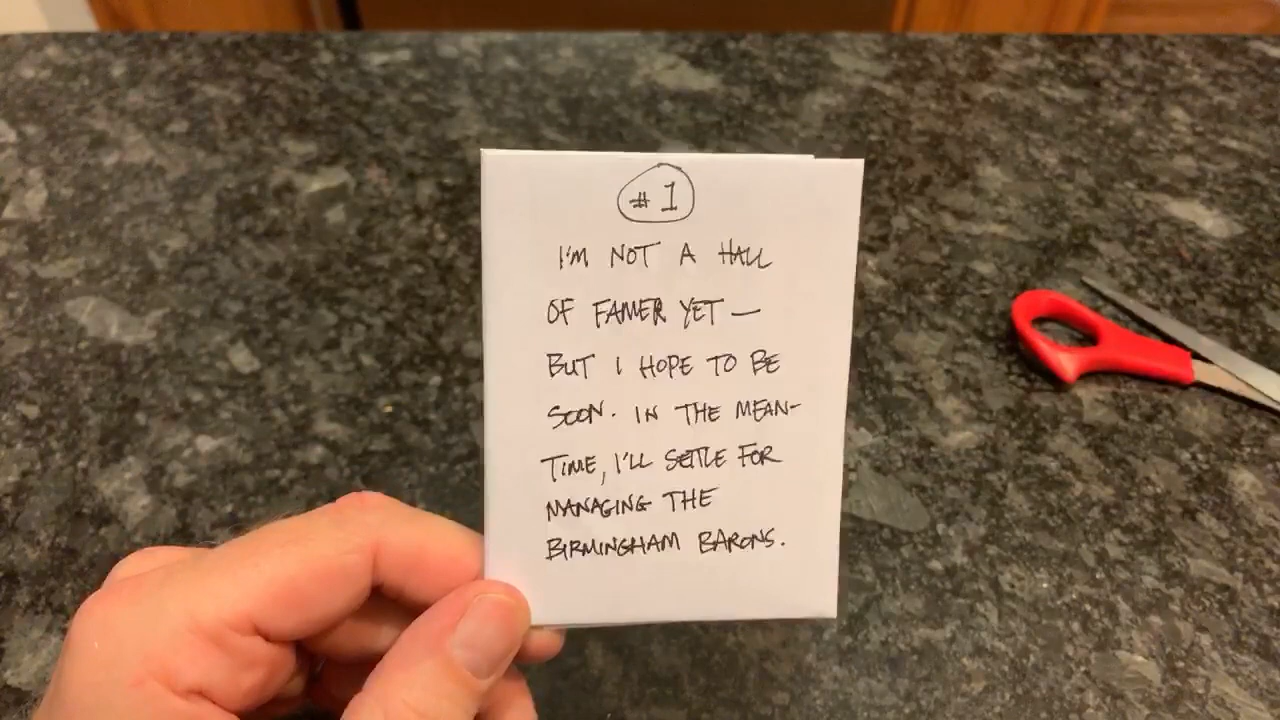 #1
I'M NOT A HALL
OF FAMER YET —
BUT I HOPE TO BE
SOON. IN THE MEAN-
TIME, I'LL SETTLE FOR
MANAGING THE
BIRMINGHAM BARONS.